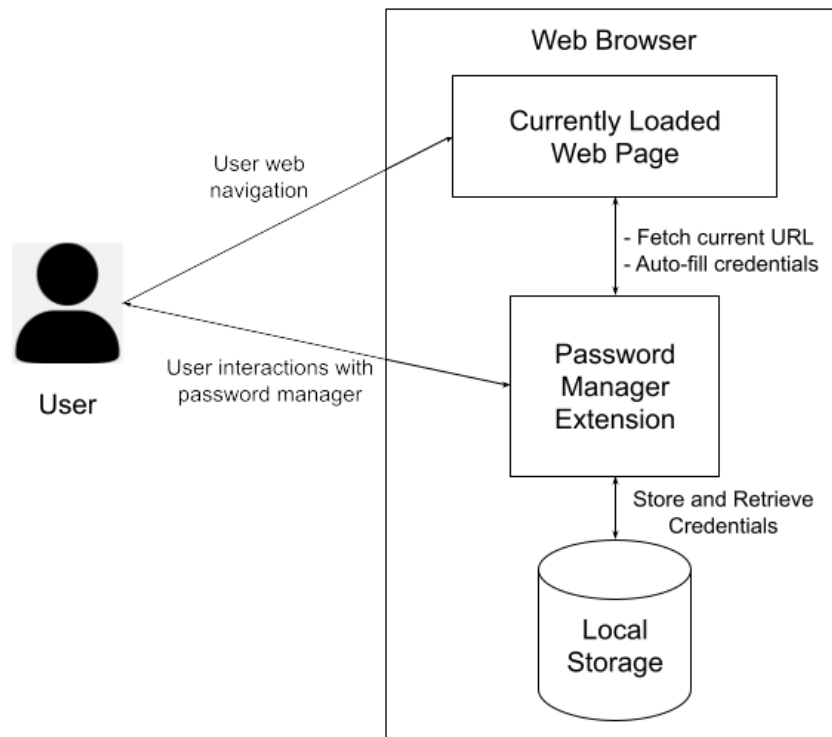 Web Browser
Currently Loaded
Web Page
User web
navigation
- Fetch current URL
- Auto-fill credentials
User interactions with
password manager
User
Password
Manager
Extension
Store and Retrieve
Credentials
Local
Storage